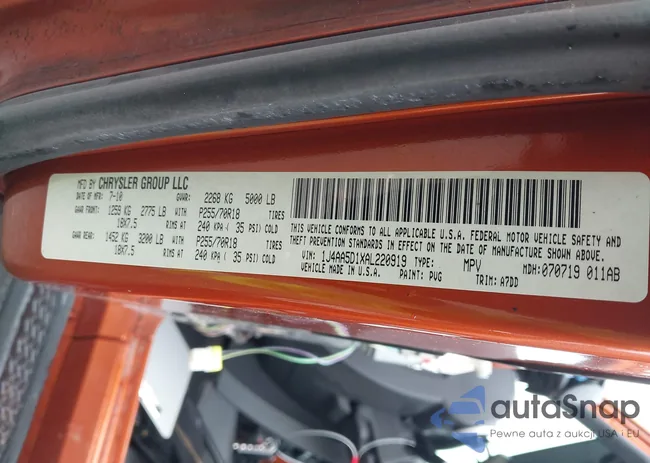 MFD BY CHRYSLER GROUP LLC
DATE OF MFR: 7-10 GVWR: 2268 KG 5000 LB
GAWR FRONT: 1259 KG 2775 LB WITH P255/70R18 TIRES
18X7.5 RIMS AT 240 KPA ( 35 PSI) COLD
GAWR REAR: 1452 KG 3200 LB WITH P255/70R18 TIRES
18X7.5 RIMS AT 240 KPA ( 35 PSI) COLD
THIS VEHICLE CONFORMS TO ALL APPLICABLE U.S.A. FEDERAL MOTOR VEHICLE SAFETY AND
THEFT PREVENTION STANDARDS IN EFFECT ON THE DATE OF MANUFACTURE SHOWN ABOVE.
VIN: 1J4AA5D1XAL220919 TYPE: MPV MDH: 070719 011AB
VEHICLE MADE IN U.S.A. PAINT: PVG TRIM: A7DD
autaSnap
Pewne auta z aukcji USA i EU